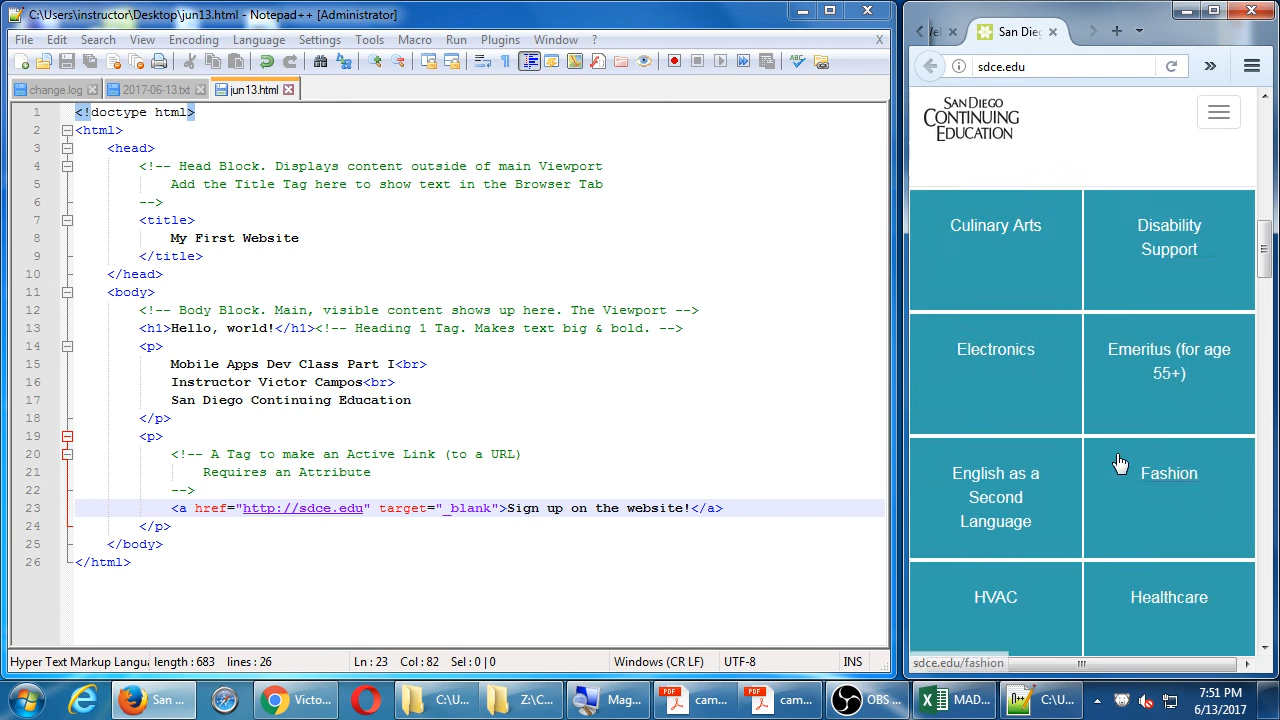 C:\Users\instructor\Desktop\jun13.html - Notepad++ [Administrator]
File Edit Search View Encoding Language Settings Tools Macro Run Plugins Window ? X
change.log 2017-06-13.txt jun13.html
1 <!doctype html>
2 <html>
3 <head>
4 <!-- Head Block. Displays content outside of main Viewport
5 Add the Title Tag here to show text in the Browser Tab
6 -->
7 <title>
8 My First Website
9 </title>
10 </head>
11 <body>
12 <!-- Body Block. Main, visible content shows up here. The Viewport -->
13 <h1>Hello, world!</h1><!-- Heading 1 Tag. Makes text big & bold. -->
14 <p>
15 Mobile Apps Dev Class Part I<br>
16 Instructor Victor Campos<br>
17 San Diego Continuing Education
18 </p>
19 <p>
20 <!-- A Tag to make an Active Link (to a URL)
21 Requires an Attribute
22 -->
23 <a href="http://sdce.edu" target="_blank">Sign up on the website!</a>
24 </p>
25 </body>
26 </html>
Hyper Text Markup Langu length : 683 lines : 26 Ln : 23 Col : 82 Sel : 0 | 0 Windows (CR LF) UTF-8 INS
San Die
sdce.edu
SAN DIEGO
CONTINUING
EDUCATION
Culinary Arts
Disability
Support
Electronics
Emeritus (for age
55+)
English as a
Second
Language
Fashion
HVAC
Healthcare
sdce.edu/fashion
San ... Victo... C:\U... Z:\C... Mag... PDF cam... PDF cam... OBS ... MAD... C:\U...
7:51 PM
6/13/2017